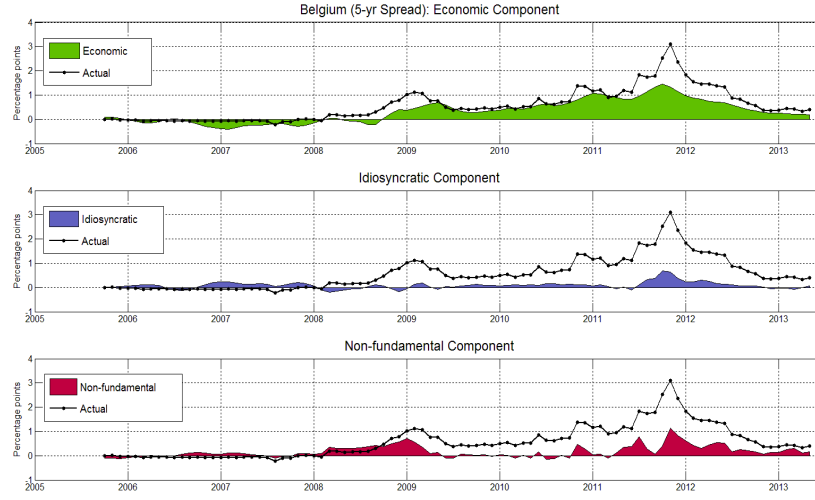 Belgium (5-yr Spread): Economic Component
Percentage points
4
3
2
1
0
-1
Economic
Actual
2005 2006 2007 2008 2009 2010 2011 2012 2013
Idiosyncratic Component
Percentage points
4
3
2
1
0
-1
Idiosyncratic
Actual
2005 2006 2007 2008 2009 2010 2011 2012 2013
Non-fundamental Component
Percentage points
4
3
2
1
0
-1
Non-fundamental
Actual
2005 2006 2007 2008 2009 2010 2011 2012 2013